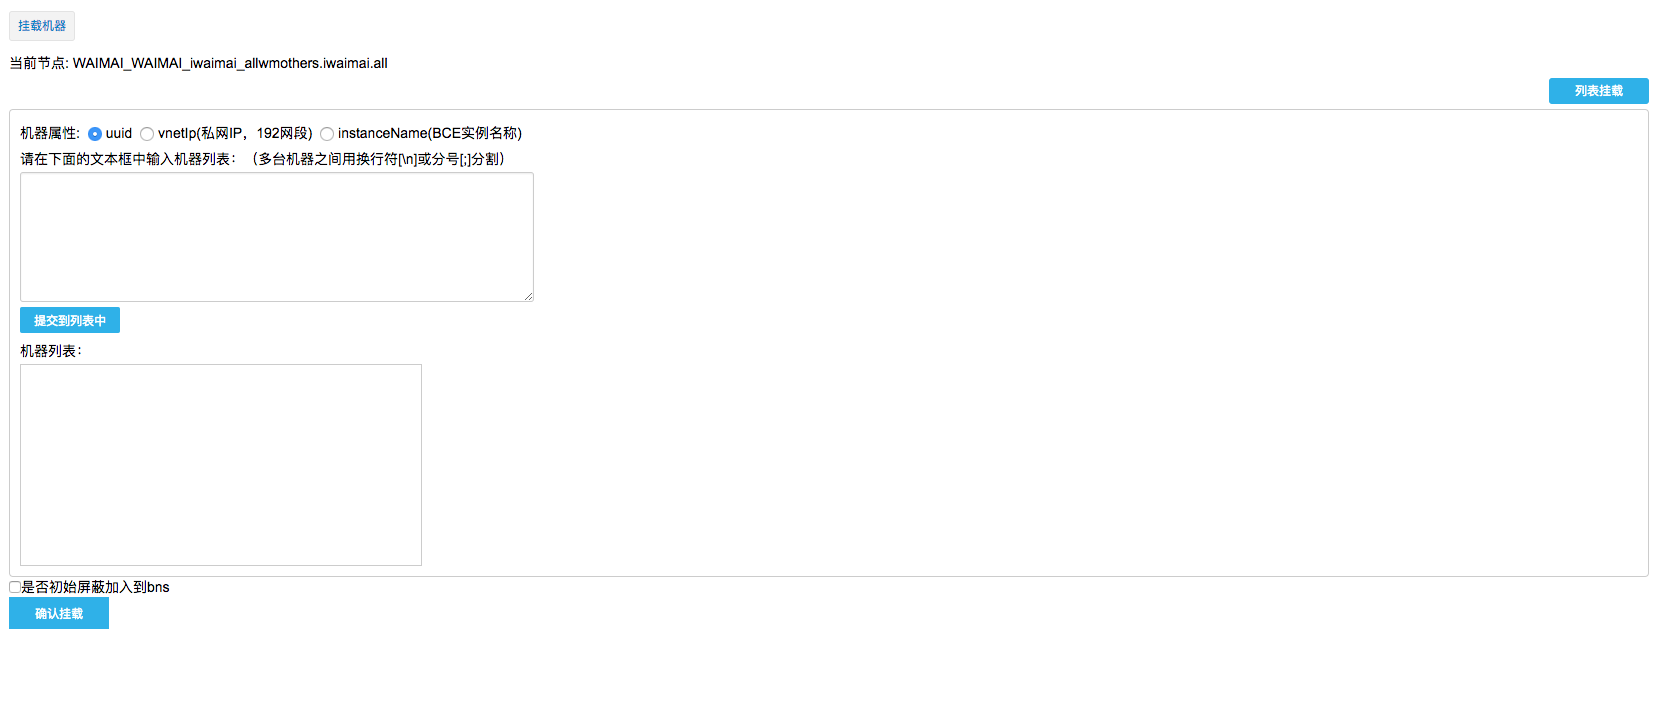 挂载机器
当前节点: WAIMAI_WAIMAI_iwaimai_allwmothers.iwaimai.all
列表挂载
机器属性: uuid vnetIp(私网IP，192网段) instanceName(BCE实例名称)
请在下面的文本框中输入机器列表：（多台机器之间用换行符[\n]或分号[;]分割）
提交到列表中
机器列表：
是否初始屏蔽加入到bns
确认挂载